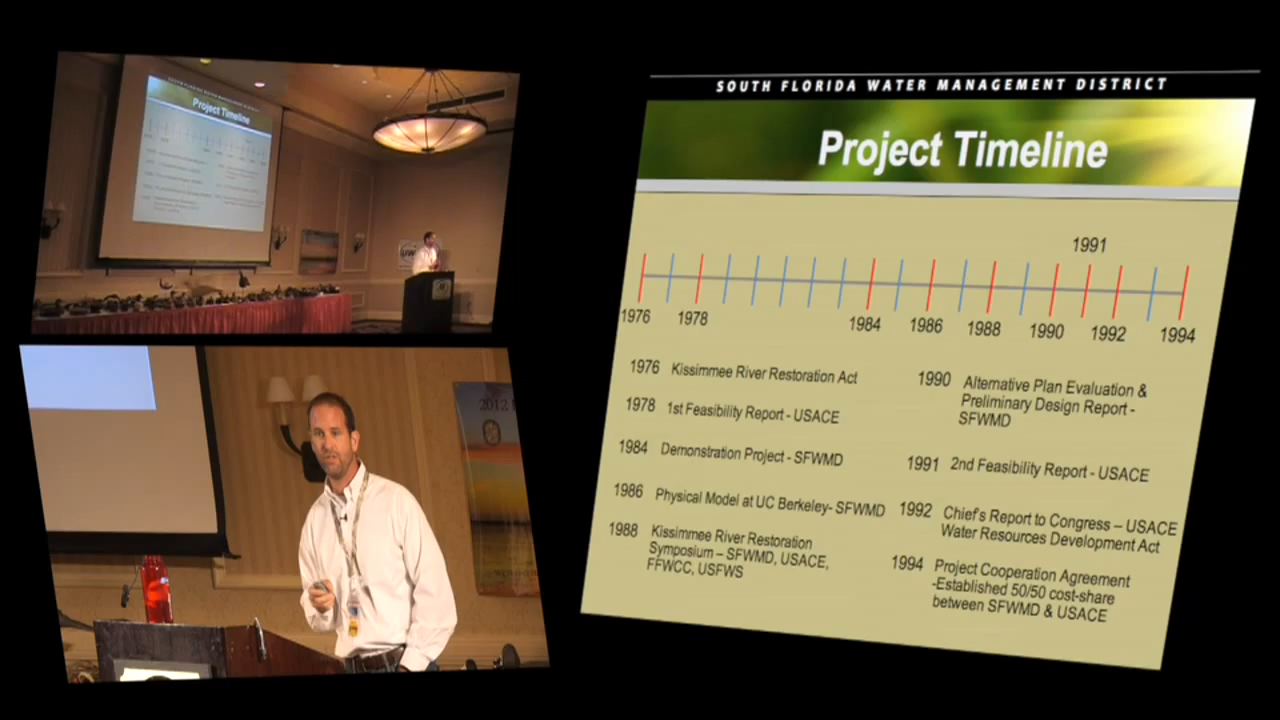 SOUTH FLORIDA WATER MANAGEMENT DISTRICT
Project Timeline
1991
1976 1978 1984 1986 1988 1990 1992 1994
1976 Kissimmee River Restoration Act
1978 1st Feasibility Report - USACE
1984 Demonstration Project - SFWMD
1986 Physical Model at UC Berkeley- SFWMD
1988 Kissimmee River Restoration
Symposium – SFWMD, USACE,
FFWCC, USFWS
1990 Alternative Plan Evaluation &
Preliminary Design Report -
SFWMD
1991 2nd Feasibility Report - USACE
1992 Chief's Report to Congress – USACE
Water Resources Development Act
1994 Project Cooperation Agreement
-Established 50/50 cost-share
between SFWMD & USACE
Project Timeline
2012